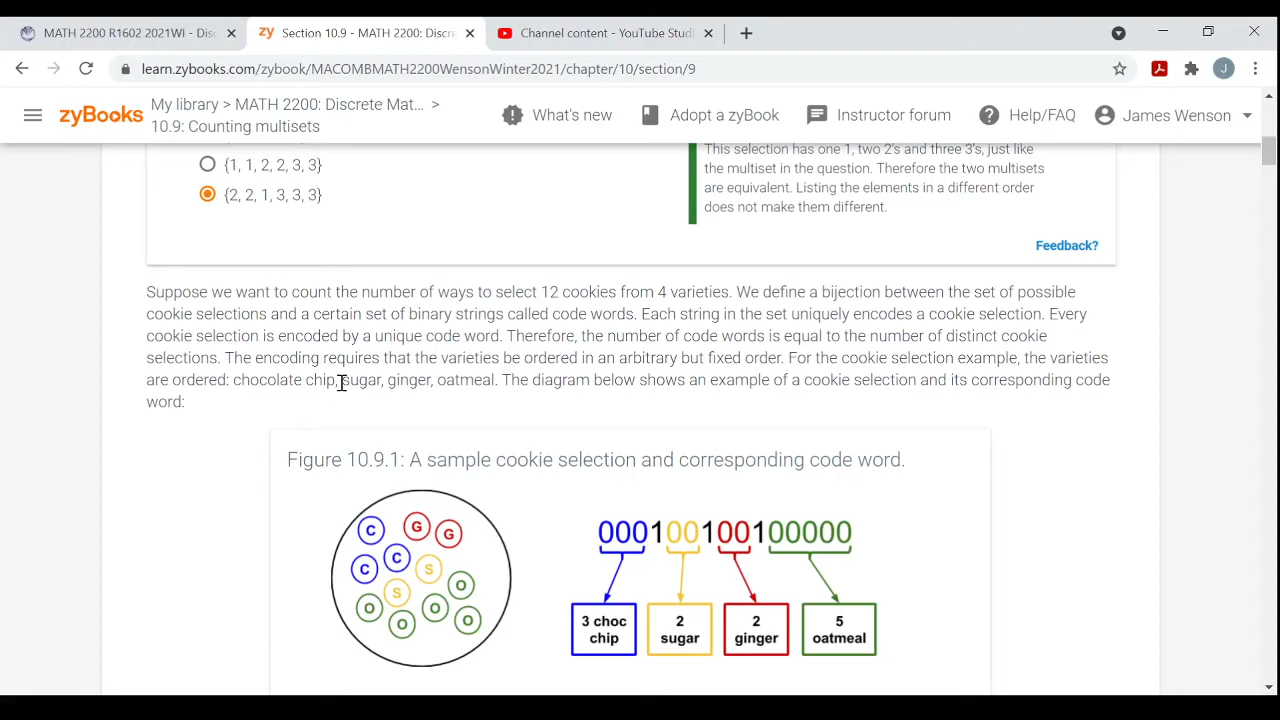 MATH 2200 R1602 2021WI - Disc
zy Section 10.9 - MATH 2200: Discre
Channel content - YouTube Studi
learn.zybooks.com/zybook/MACOMBMATH2200WensonWinter2021/chapter/10/section/9
J
zyBooks
My library > MATH 2200: Discrete Mat... >
10.9: Counting multisets
What's new
Adopt a zyBook
Instructor forum
Help/FAQ
James Wenson
{1, 1, 2, 2, 3, 3}
{2, 2, 1, 3, 3, 3}
This selection has one 1, two 2's and three 3's, just like
the multiset in the question. Therefore the two multisets
are equivalent. Listing the elements in a different order
does not make them different.
Feedback?
Suppose we want to count the number of ways to select 12 cookies from 4 varieties. We define a bijection between the set of possible
cookie selections and a certain set of binary strings called code words. Each string in the set uniquely encodes a cookie selection. Every
cookie selection is encoded by a unique code word. Therefore, the number of code words is equal to the number of distinct cookie
selections. The encoding requires that the varieties be ordered in an arbitrary but fixed order. For the cookie selection example, the varieties
are ordered: chocolate chip, sugar, ginger, oatmeal. The diagram below shows an example of a cookie selection and its corresponding code
word:
Figure 10.9.1: A sample cookie selection and corresponding code word.
C G G
C C S
S O
O O O O
000100100100000
3 choc
chip
2
sugar
2
ginger
5
oatmeal